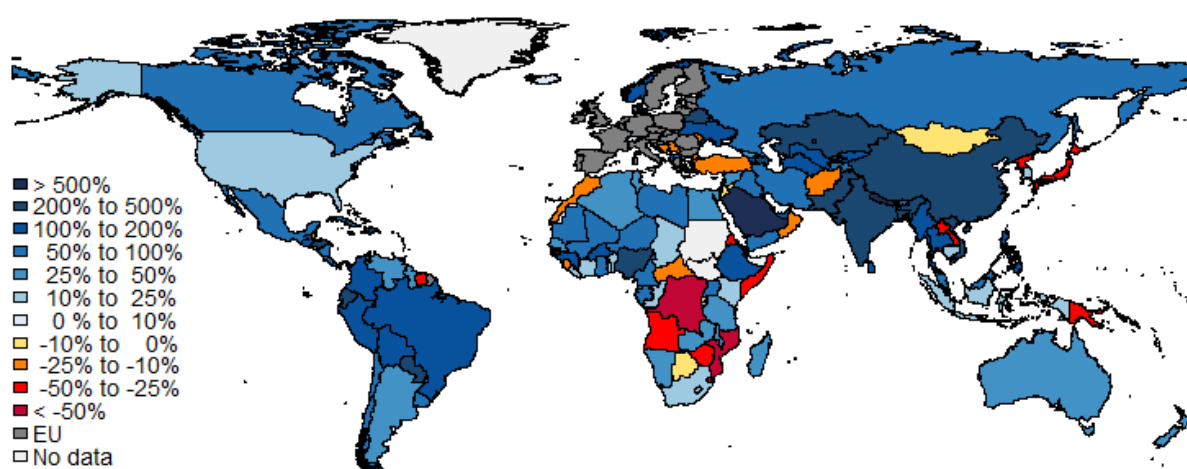 > 500%
200% to 500%
100% to 200%
50% to 100%
25% to 50%
10% to 25%
0 % to 10%
-10% to 0%
-25% to -10%
-50% to -25%
< -50%
EU
No data